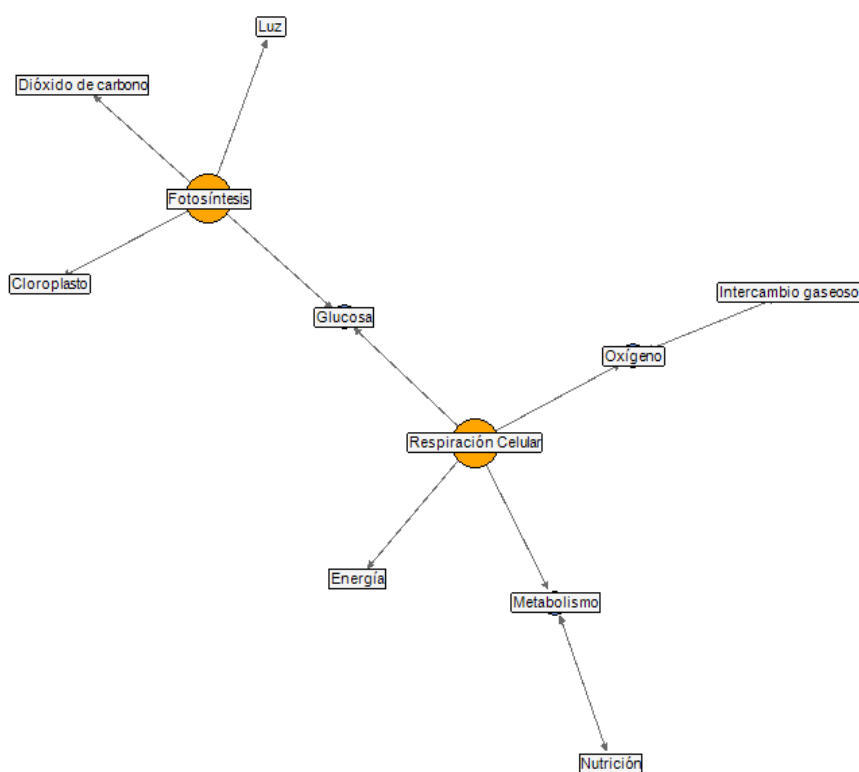 Luz
Dióxido de carbono
Fotosíntesis
Cloroplasto
Intercambio gaseoso
Glucosa
Oxígeno
Respiración Celular
Energía
Metabolismo
Nutrición